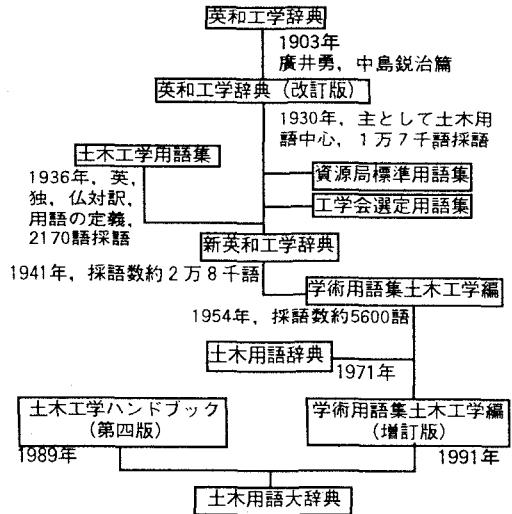 英和工学辞典
1903年
廣井勇，中島鋭治篇
英和工学辞典（改訂版）
1930年，主として土木用
語中心，１万７千語採語
土木工学用語集
1936年，英，
独，仏対訳，
用語の定義，
2170語採語
資源局標準用語集
工学会選定用語集
新英和工学辞典
1941年，採語数約２万８千語
学術用語集土木工学編
1954年，採語数約5600語
土木用語辞典
1971年
土木工学ハンドブック
（第四版）
1989年
学術用語集土木工学編
（増訂版）
1991年
土木用語大辞典